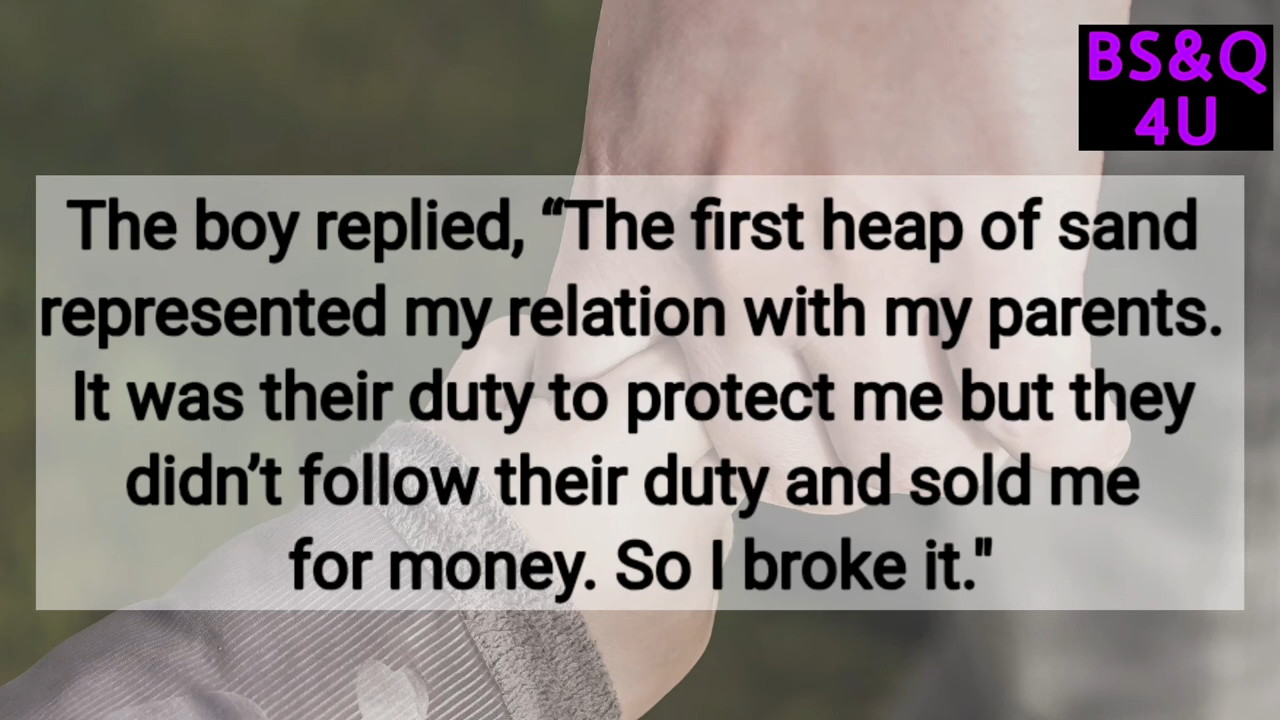 BS&Q
4U
The boy replied, “The first heap of sand
represented my relation with my parents.
It was their duty to protect me but they
didn’t follow their duty and sold me
for money. So I broke it."